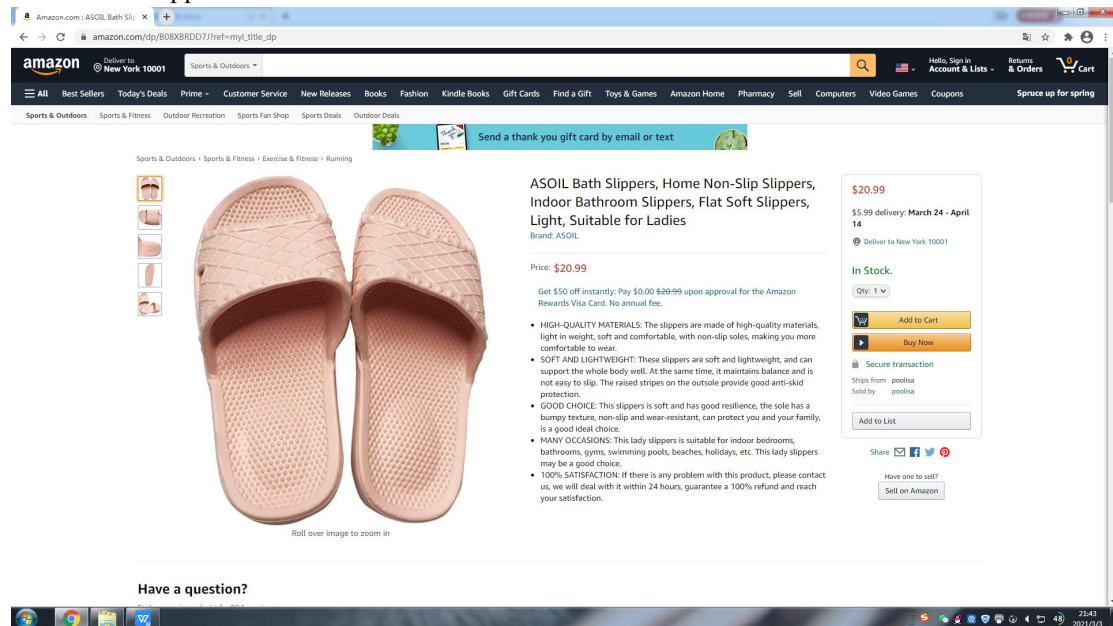 Amazon.com : ASOIL Bath Slip
amazon.com/dp/B08XBRDD7J?ref=myl_title_dp
amazon
Deliver to
New York 10001
Sports & Outdoors
Hello, Sign in
Account & Lists
Returns
& Orders
0
Cart
All Best Sellers Today's Deals Prime Customer Service New Releases Books Fashion Kindle Books Gift Cards Find a Gift Toys & Games Amazon Home Pharmacy Sell Computers Video Games Coupons Spruce up for spring
Sports & Outdoors Sports & Fitness Outdoor Recreation Sports Fan Shop Sports Deals Outdoor Deals
Send a thank you gift card by email or text
Sports & Outdoors › Sports & Fitness › Exercise & Fitness › Running
Roll over image to zoom in
ASOIL Bath Slippers, Home Non-Slip Slippers,
Indoor Bathroom Slippers, Flat Soft Slippers,
Light, Suitable for Ladies
Brand: ASOIL
Price: $20.99
Get $50 off instantly: Pay $0.00 $20.99 upon approval for the Amazon
Rewards Visa Card. No annual fee.
• HIGH-QUALITY MATERIALS: The slippers are made of high-quality materials,
light in weight, soft and comfortable, with non-slip soles, making you more
comfortable to wear.
• SOFT AND LIGHTWEIGHT: These slippers are soft and lightweight, and can
support the whole body well. At the same time, it maintains balance and is
not easy to slip. The raised stripes on the outsole provide good anti-skid
protection.
• GOOD CHOICE: This slippers is soft and has good resilience, the sole has a
bumpy texture, non-slip and wear-resistant, can protect you and your family,
is a good ideal choice.
• MANY OCCASIONS: This lady slippers is suitable for indoor bedrooms,
bathrooms, gyms, swimming pools, beaches, holidays, etc. This lady slippers
may be a good choice.
• 100% SATISFACTION: If there is any problem with this product, please contact
us, we will deal with it within 24 hours, guarantee a 100% refund and reach
your satisfaction.
$20.99
$5.99 delivery: March 24 - April
14
Deliver to New York 10001
In Stock.
Qty: 1
Add to Cart
Buy Now
Secure transaction
Ships from poolisa
Sold by poolisa
Add to List
Share
Have one to sell?
Sell on Amazon
Have a question?
21:43
2021/3/3